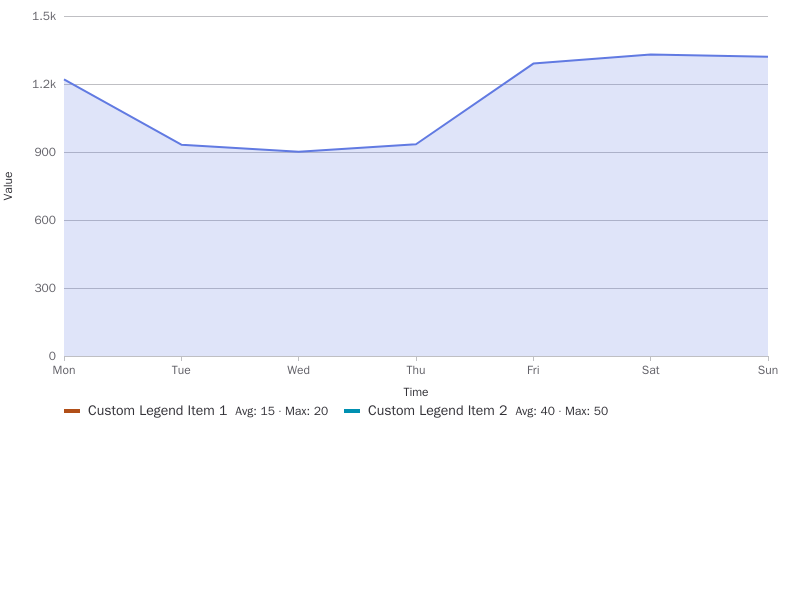 1.5k
1.2k
900
600
300
0
Value
Mon Tue Wed Thu Fri Sat Sun
Time
Custom Legend Item 1 Avg: 15 · Max: 20 Custom Legend Item 2 Avg: 40 · Max: 50